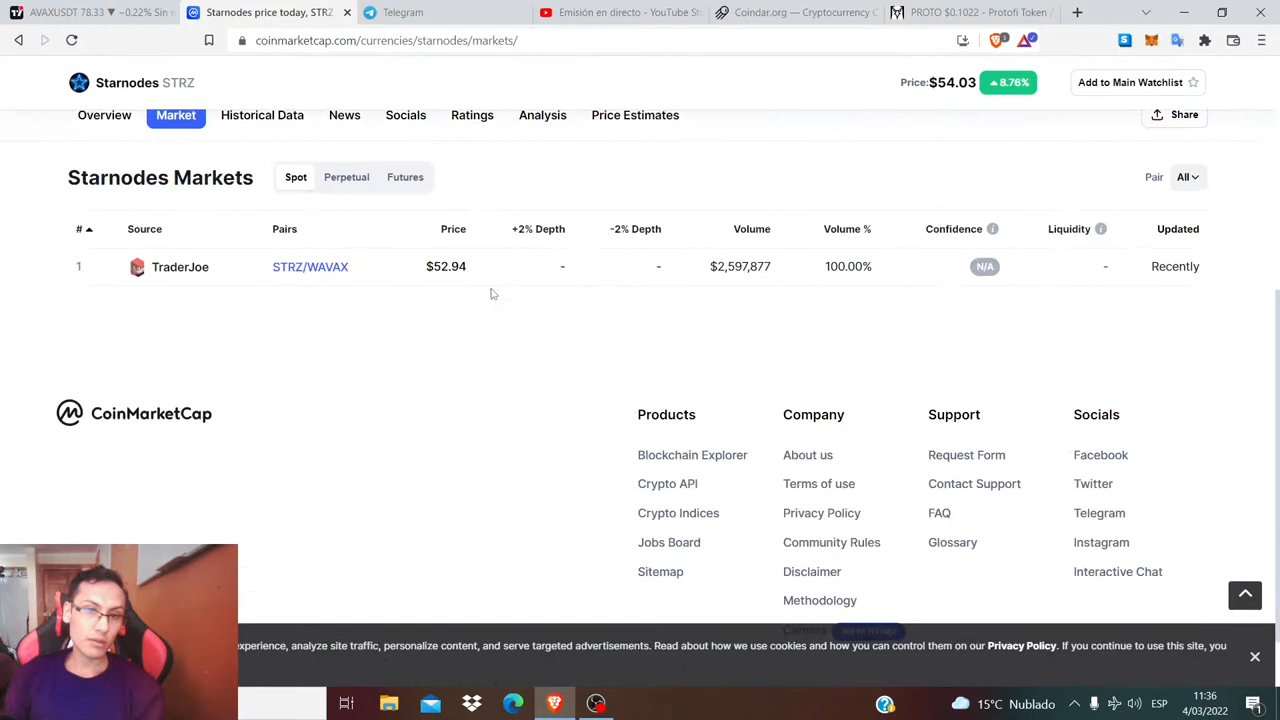 AVAXUSDT 78.33 ▼ −0.22% Sin n
Starnodes price today, STRZ
Telegram
Emisión en directo - YouTube St
Coindar.org — Cryptocurrency C
PROTO $0.1022 - Protofi Token /
coinmarketcap.com/currencies/starnodes/markets/
Starnodes STRZ
Price: $54.03
8.76%
Add to Main Watchlist
Overview
Market
Historical Data
News
Socials
Ratings
Analysis
Price Estimates
Share
Starnodes Markets
Spot
Perpetual
Futures
Pair
All
# Source Pairs Price +2% Depth -2% Depth Volume Volume % Confidence Liquidity Updated
1 TraderJoe STRZ/WAVAX $52.94 - - $2,597,877 100.00% N/A - Recently
CoinMarketCap
Products
Blockchain Explorer
Crypto API
Crypto Indices
Jobs Board
Sitemap
Company
About us
Terms of use
Privacy Policy
Community Rules
Disclaimer
Methodology
Careers
Support
Request Form
Contact Support
FAQ
Glossary
Socials
Facebook
Twitter
Telegram
Instagram
Interactive Chat
experience, analyze site traffic, personalize content, and serve targeted advertisements. Read about how we use cookies and how you can control them on our Privacy Policy. If you continue to use this site, you
15°C Nublado
ESP
11:36
4/03/2022